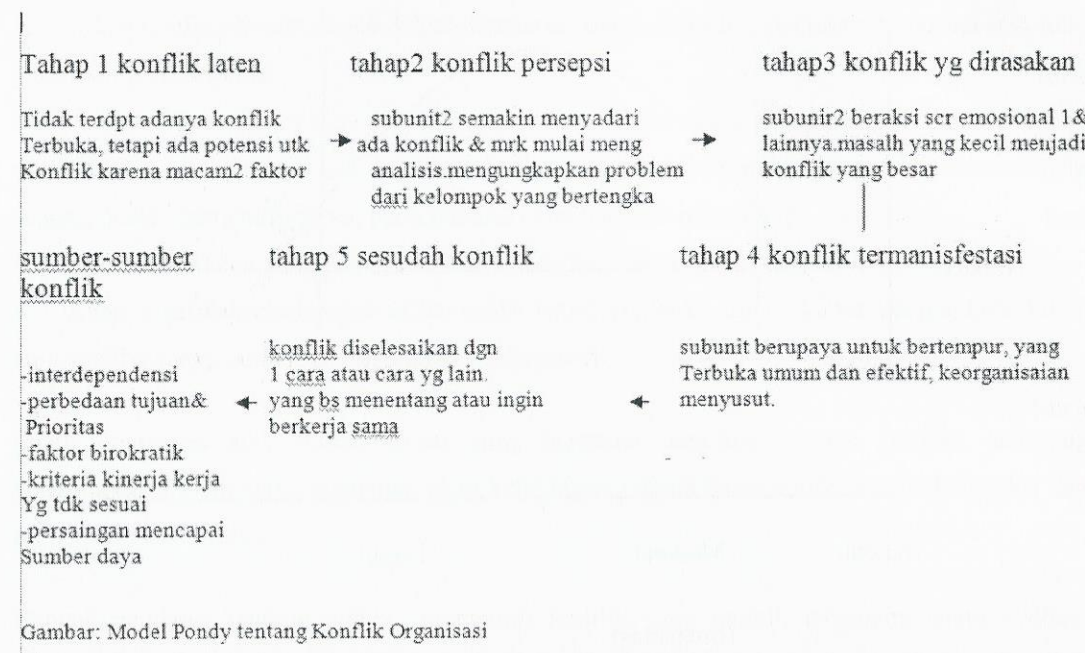 Tahap 1 konflik laten
Tidak terdpt adanya konflik
Terbuka, tetapi ada potensi utk
Konflik karena macam2 faktor
tahap2 konflik persepsi
subunit2 semakin menyadari
ada konflik & mrk mulai meng
analisis.mengungkapkan problem
dari kelompok yang bertengka
tahap3 konflik yg dirasakan
subunir2 beraksi scr emosional 1&
lainnya.masalh yang kecil menjadi
konflik yang besar
tahap 4 konflik termanisfestasi
subunit berupaya untuk bertempur, yang
Terbuka umum dan efektif, keorganisaian
menyusut.
tahap 5 sesudah konflik
konflik diselesaikan dgn
1 cara atau cara yg lain.
yang bs menentang atau ingin
berkerja sama
sumber-sumber
konflik
-interdependensi
-perbedaan tujuan&
Prioritas
-faktor birokratik
-kriteria kinerja kerja
Yg tdk sesuai
-persaingan mencapai
Sumber daya
Gambar: Model Pondy tentang Konflik Organisasi